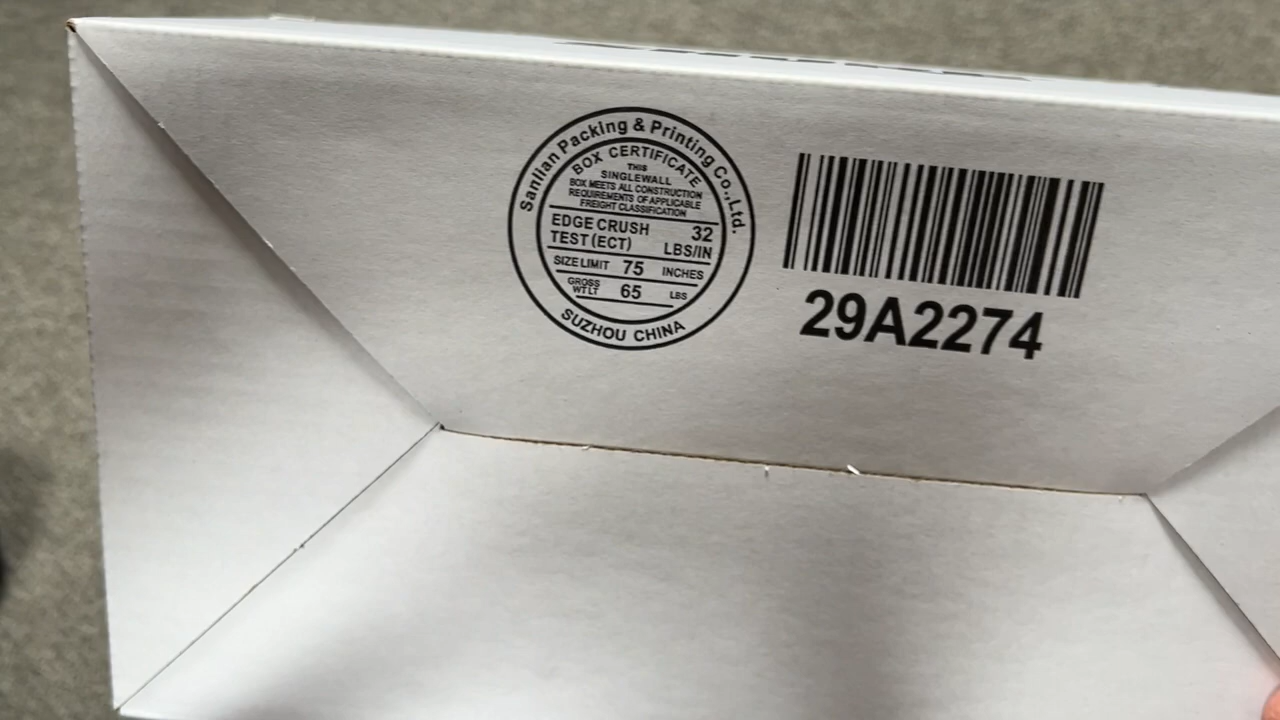 Sanlian Packing & Printing Co.,Ltd.
BOX CERTIFICATE
THIS
SINGLEWALL
BOX MEETS ALL CONSTRUCTION
REQUIREMENTS OF APPLICABLE
FREIGHT CLASSIFICATION
EDGE CRUSH 32
TEST (ECT) LBS/IN
SIZE LIMIT 75 INCHES
GROSS
WT LT 65 LBS
SUZHOU CHINA
29A2274